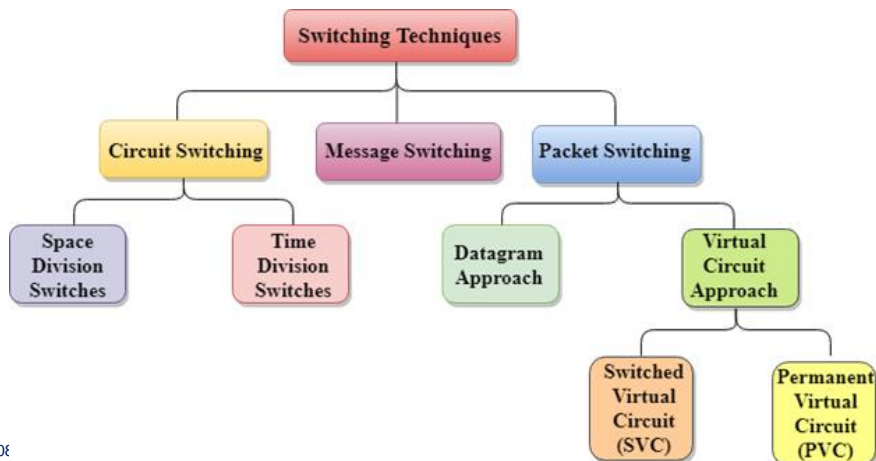 Switching Techniques
Circuit Switching
Message Switching
Packet Switching
Space
Division
Switches
Time
Division
Switches
Datagram
Approach
Virtual
Circuit
Approach
Switched
Virtual
Circuit
(SVC)
Permanent
Virtual
Circuit
(PVC)